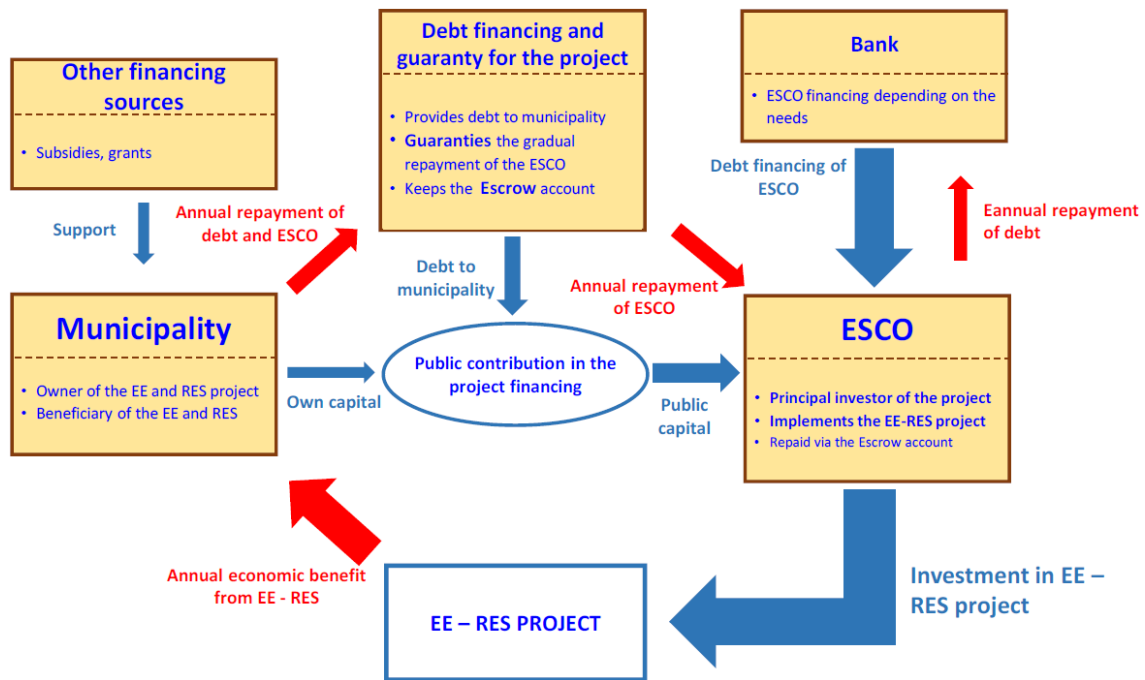 Other financing
sources
• Subsidies, grants
Debt financing and
guaranty for the project
• Provides debt to municipality
• Guaranties the gradual
repayment of the ESCO
• Keeps the Escrow account
Bank
• ESCO financing depending on the
needs
Support
Annual repayment of
debt and ESCO
Debt to
municipality
Annual repayment
of ESCO
Debt financing of
ESCO
Eannual repayment
of debt
Municipality
• Owner of the EE and RES project
• Beneficiary of the EE and RES
Own capital
Public contribution in the
project financing
Public
capital
ESCO
• Principal investor of the project
• Implements the EE-RES project
• Repaid via the Escrow account
Annual economic benefit
from EE - RES
EE – RES PROJECT
Investment in EE –
RES project